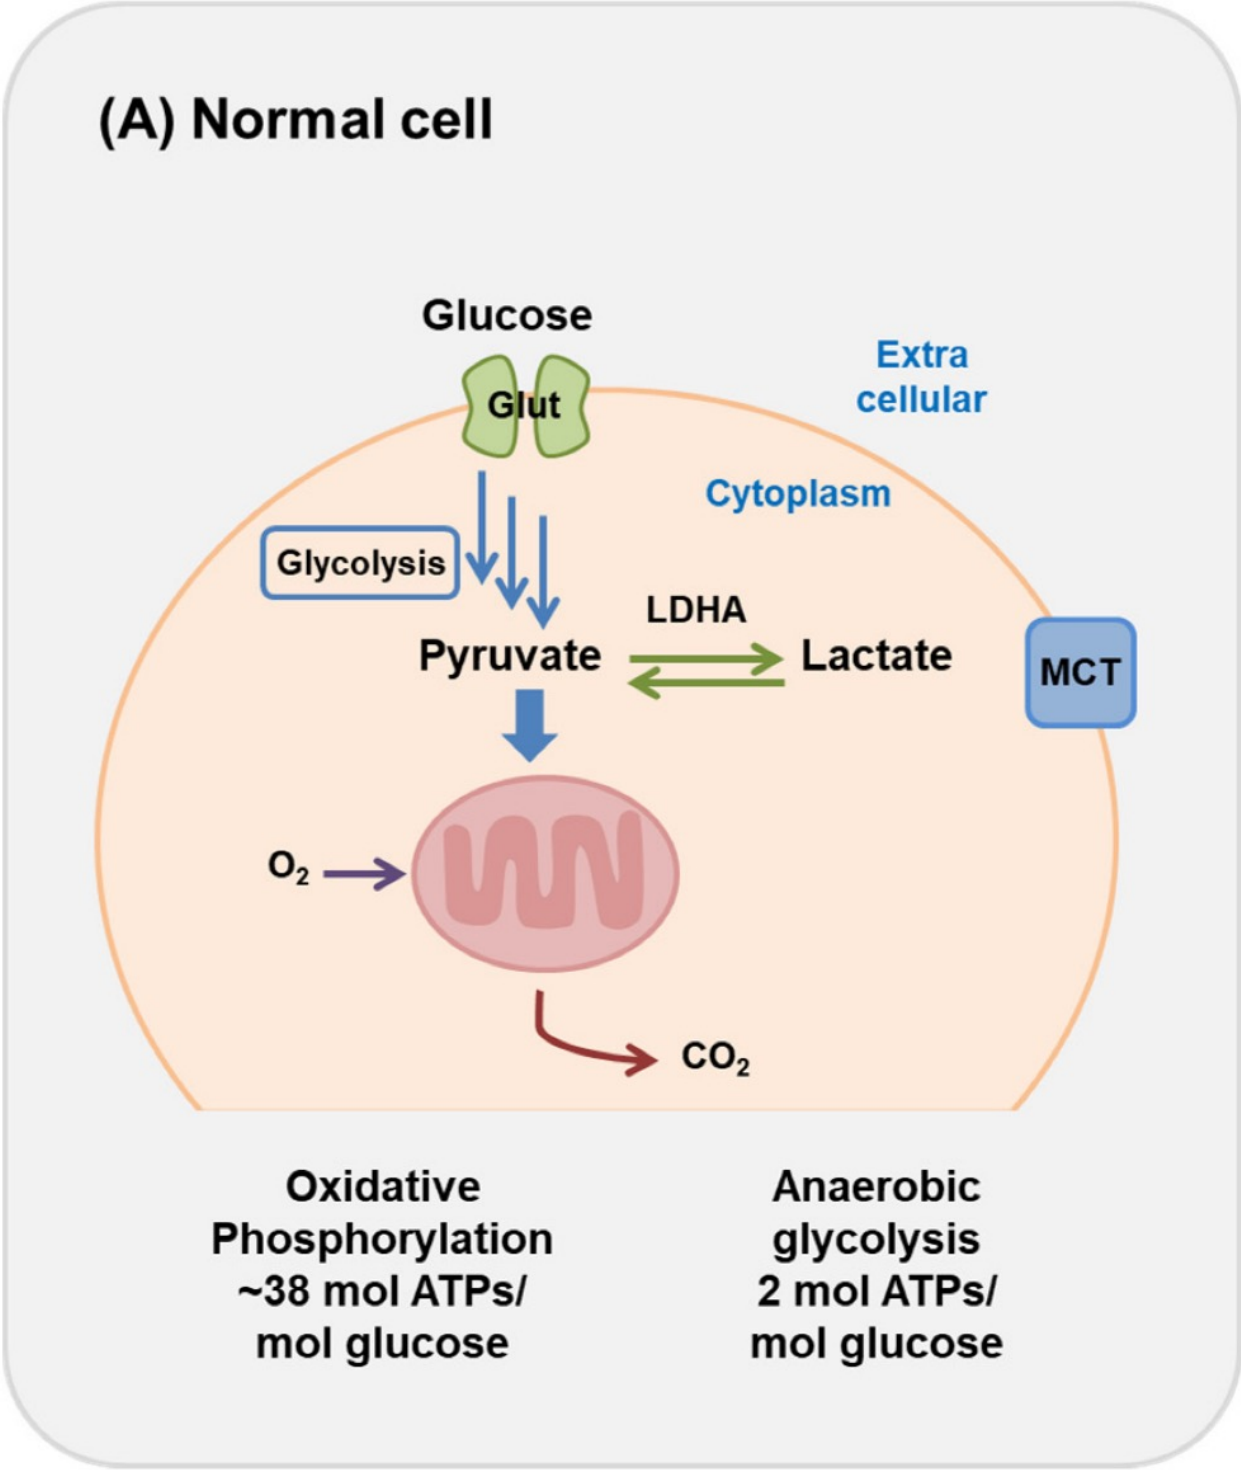 (A) Normal cell
Glucose
Glut
Extra
cellular
Cytoplasm
Glycolysis
LDHA
Pyruvate
Lactate
MCT
O₂
CO₂
Oxidative
Phosphorylation
~38 mol ATPs/
mol glucose
Anaerobic
glycolysis
2 mol ATPs/
mol glucose